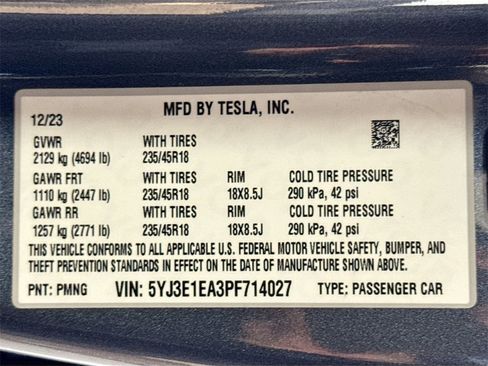 MFD BY TESLA, INC.
12/23
GVWR WITH TIRES
2129 kg (4694 lb) 235/45R18
GAWR FRT WITH TIRES RIM COLD TIRE PRESSURE
1110 kg (2447 lb) 235/45R18 18X8.5J 290 kPa, 42 psi
GAWR RR WITH TIRES RIM COLD TIRE PRESSURE
1257 kg (2771 lb) 235/45R18 18X8.5J 290 kPa, 42 psi
THIS VEHICLE CONFORMS TO ALL APPLICABLE U.S. FEDERAL MOTOR VEHICLE SAFETY, BUMPER, AND
THEFT PREVENTION STANDARDS IN EFFECT ON THE DATE OF MANUFACTURE SHOWN ABOVE.
PNT: PMNG VIN: 5YJ3E1EA3PF714027 TYPE: PASSENGER CAR